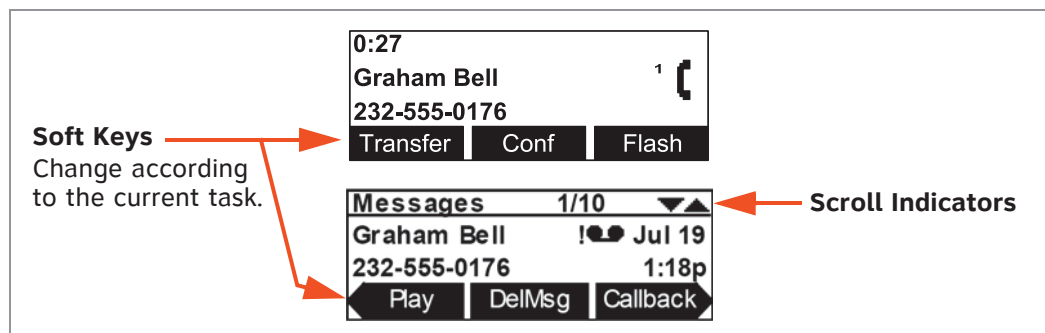 0:27
Graham Bell 1
232-555-0176
Transfer Conf Flash
Soft Keys
Change according
to the current task.
Messages 1/10
Scroll Indicators
Graham Bell ! Jul 19
232-555-0176 1:18p
Play DelMsg Callback